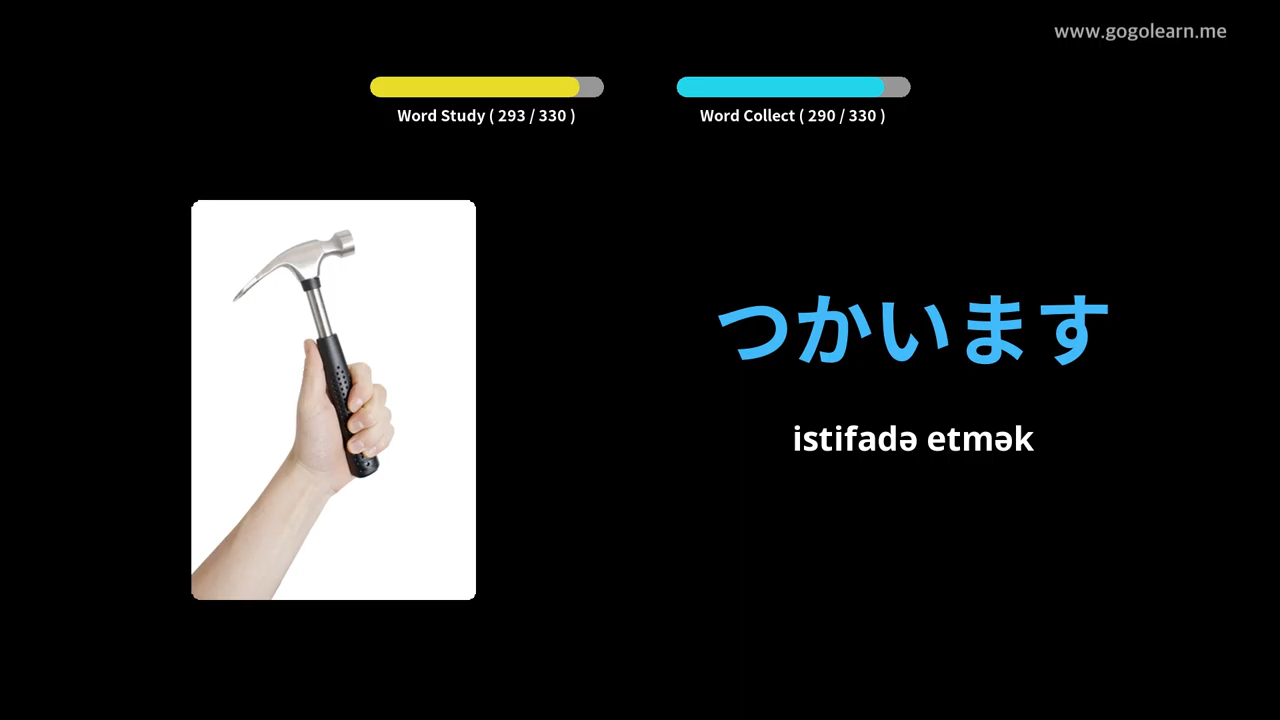 www.gogolearn.me
Word Study ( 293 / 330 )
Word Collect ( 290 / 330 )
つかいます
istifadə etmək